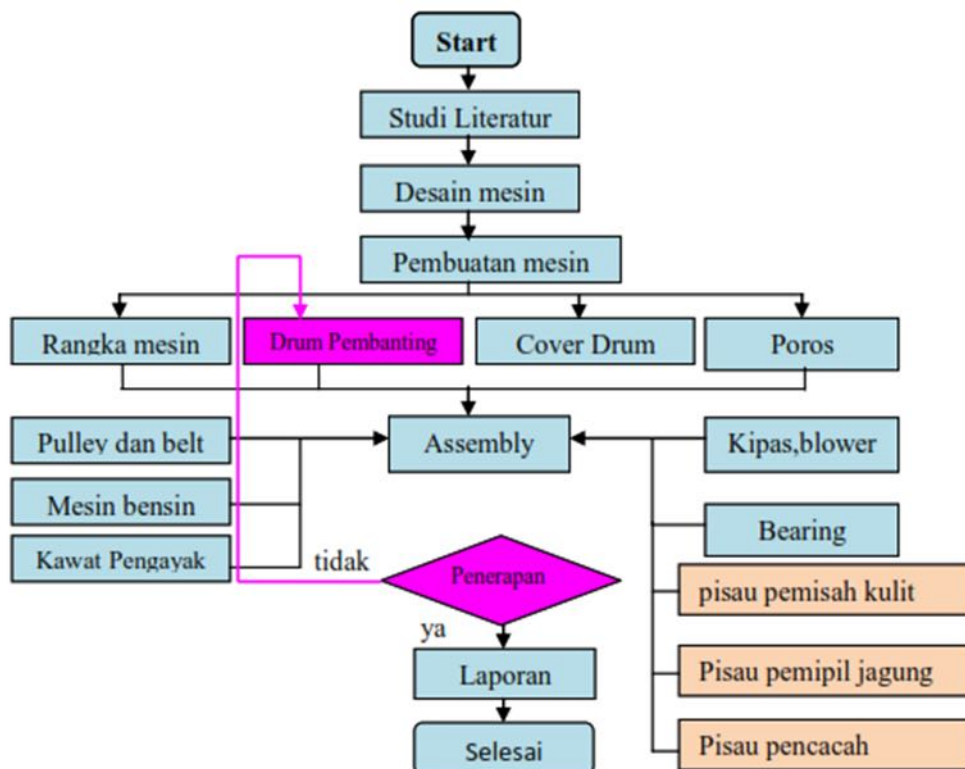 Start
Studi Literatur
Desain mesin
Pembuatan mesin
Rangka mesin
Drum Pembanting
Cover Drum
Poros
Pulley dan belt
Assembly
Kipas,blower
Mesin bensin
Bearing
Kawat Pengayak
tidak
Penerapan
pisau pemisah kulit
ya
Laporan
Pisau pemipil jagung
Selesai
Pisau pencacah